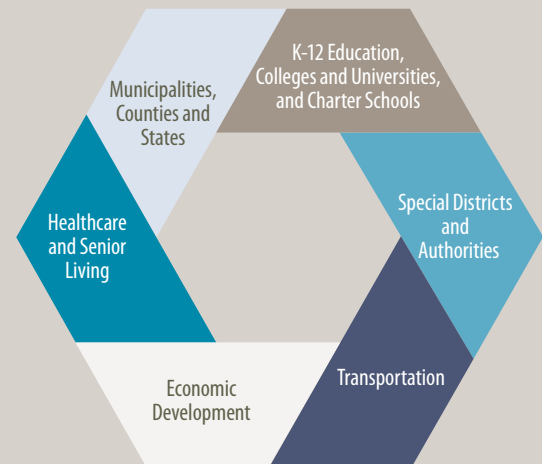 K-12 Education,
Colleges and Universities,
and Charter Schools
Municipalities,
Counties and
States
Special Districts
and
Authorities
Healthcare
and Senior
Living
Transportation
Economic
Development